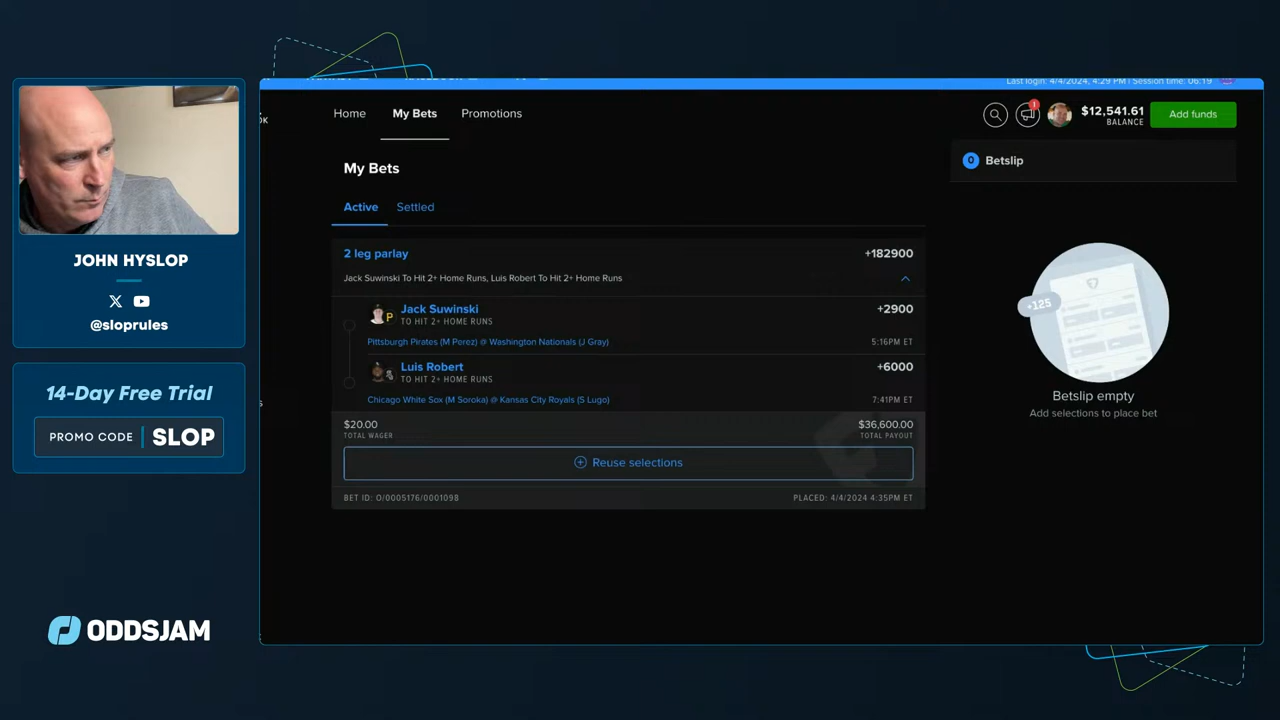 Last login: 4/4/2024, 4:29 PM | Session time: 06:19
Home
My Bets
Promotions
1
$12,541.61
BALANCE
Add funds
My Bets
0
Betslip
Active
Settled
2 leg parlay
+182900
Jack Suwinski To Hit 2+ Home Runs, Luis Robert To Hit 2+ Home Runs
P
Jack Suwinski
+2900
TO HIT 2+ HOME RUNS
Pittsburgh Pirates (M Perez) @ Washington Nationals (J Gray)
5:16PM ET
Luis Robert
+6000
TO HIT 2+ HOME RUNS
Chicago White Sox (M Soroka) @ Kansas City Royals (S Lugo)
7:41PM ET
$20.00
$36,600.00
TOTAL WAGER
TOTAL PAYOUT
Reuse selections
BET ID: O/0005176/0001098
PLACED: 4/4/2024 4:35PM ET
+125
Betslip empty
Add selections to place bet
JOHN HYSLOP
@sloprules
14-Day Free Trial
PROMO CODE
SLOP
ODDSJAM